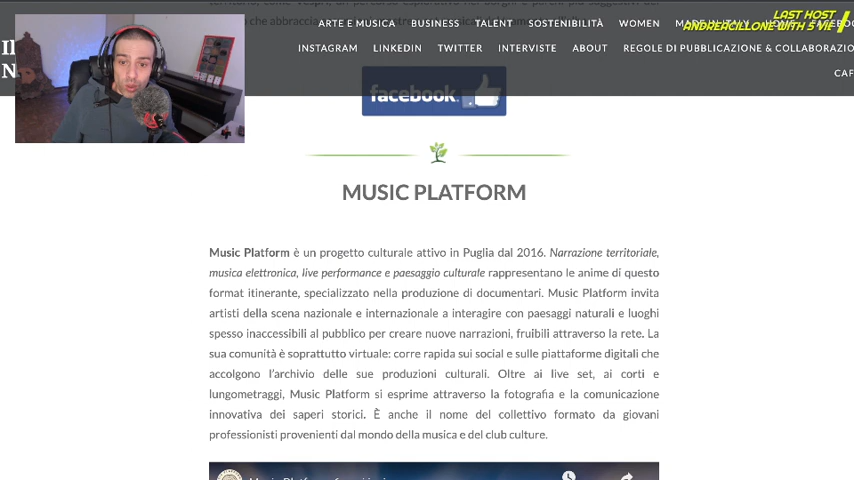 ARTE E MUSICA BUSINESS TALENT SOSTENIBILITÀ WOMEN
LAST HOST
ANDREACILLONE WITH 5 VIE
INSTAGRAM LINKEDIN TWITTER INTERVISTE ABOUT REGOLE DI PUBBLICAZIONE & COLLABORAZIO
CAF
Il
N
facebook.
MUSIC PLATFORM
Music Platform è un progetto culturale attivo in Puglia dal 2016. Narrazione territoriale,
musica elettronica, live performance e paesaggio culturale rappresentano le anime di questo
format itinerante, specializzato nella produzione di documentari. Music Platform invita
artisti della scena nazionale e internazionale a interagire con paesaggi naturali e luoghi
spesso inaccessibili al pubblico per creare nuove narrazioni, fruibili attraverso la rete. La
sua comunità è soprattutto virtuale: corre rapida sui social e sulle piattaforme digitali che
accolgono l'archivio delle sue produzioni culturali. Oltre ai live set, ai corti e
lungometraggi, Music Platform si esprime attraverso la fotografia e la comunicazione
innovativa dei saperi storici. È anche il nome del collettivo formato da giovani
professionisti provenienti dal mondo della musica e del club culture.